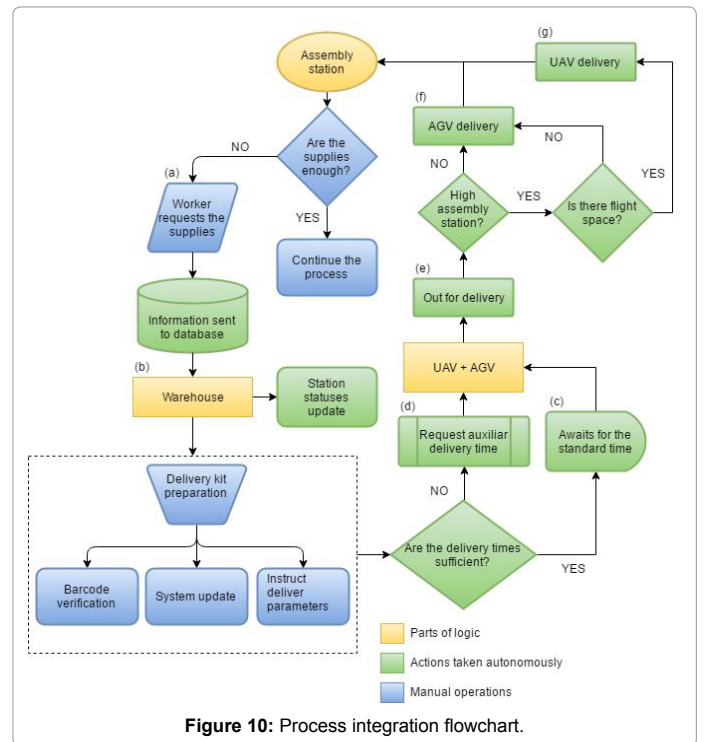 (g)
Assembly
station
UAV delivery
(f)
AGV delivery
NO
NO
Are the
supplies
enough?
(a)
NO
YES
YES
High
assembly
station?
Is there flight
space?
Worker
requests the
supplies
YES
Continue the
process
(e)
Out for delivery
Information sent
to database
(b)
Warehouse
Station
statuses
update
UAV + AGV
(d)
(c)
Request auxiliar
delivery time
Awaits for the
standard time
Delivery kit
preparation
NO
Are the delivery times
sufficient?
YES
Barcode
verification
System update
Instruct
deliver
parameters
Parts of logic
Actions taken autonomously
Manual operations
Figure 10: Process integration flowchart.